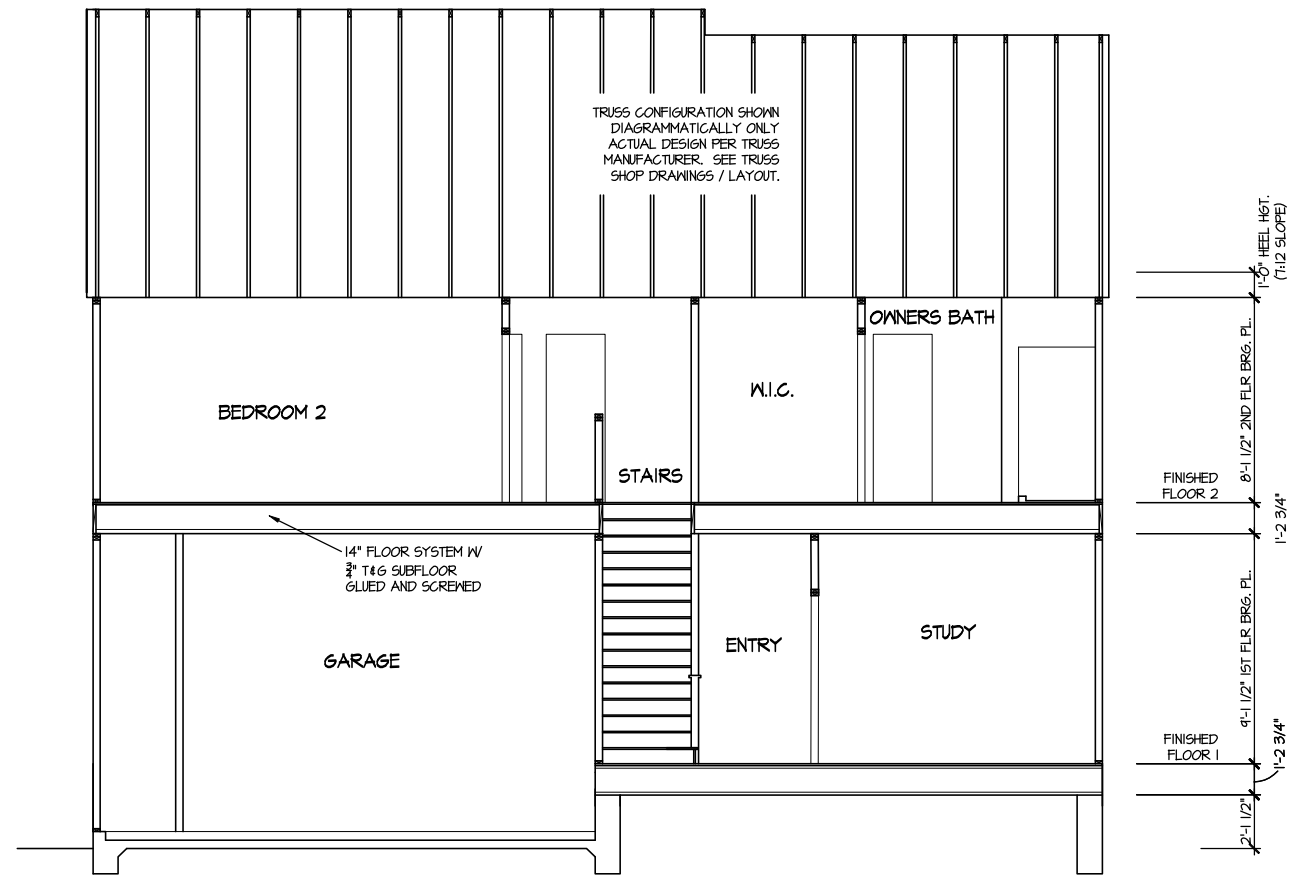 TRUSS CONFIGURATION SHOWN
DIAGRAMMATICALLY ONLY
ACTUAL DESIGN PER TRUSS
MANUFACTURER. SEE TRUSS
SHOP DRAWINGS / LAYOUT.
1'-0" HEEL HGT.
(7:12 SLOPE)
OWNERS BATH
W.I.C.
BEDROOM 2
STAIRS
8'-1 1/2" 2ND FLR BRG. PL.
FINISHED
FLOOR 2
1'-2 3/4"
14" FLOOR SYSTEM W/
3/4" T&G SUBFLOOR
GLUED AND SCREWED
GARAGE
ENTRY
STUDY
9'-1 1/2" 1ST FLR BRG. PL.
FINISHED
FLOOR 1
1'-2 3/4"
2'-1 1/2"